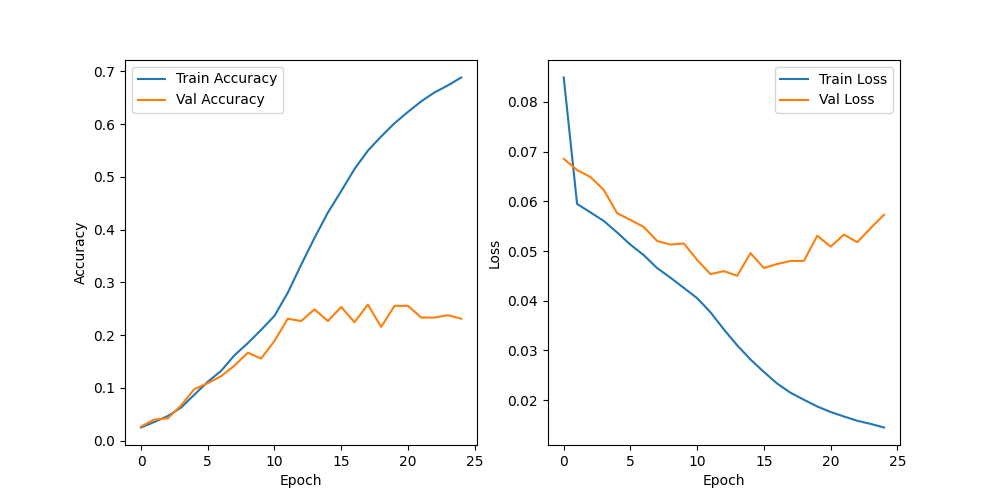 Train Accuracy
Val Accuracy
0.7
0.6
0.5
0.4
0.3
0.2
0.1
0.0
Accuracy
0 5 10 15 20 25
Epoch
Train Loss
Val Loss
0.08
0.07
0.06
0.05
0.04
0.03
0.02
Loss
0 5 10 15 20 25
Epoch